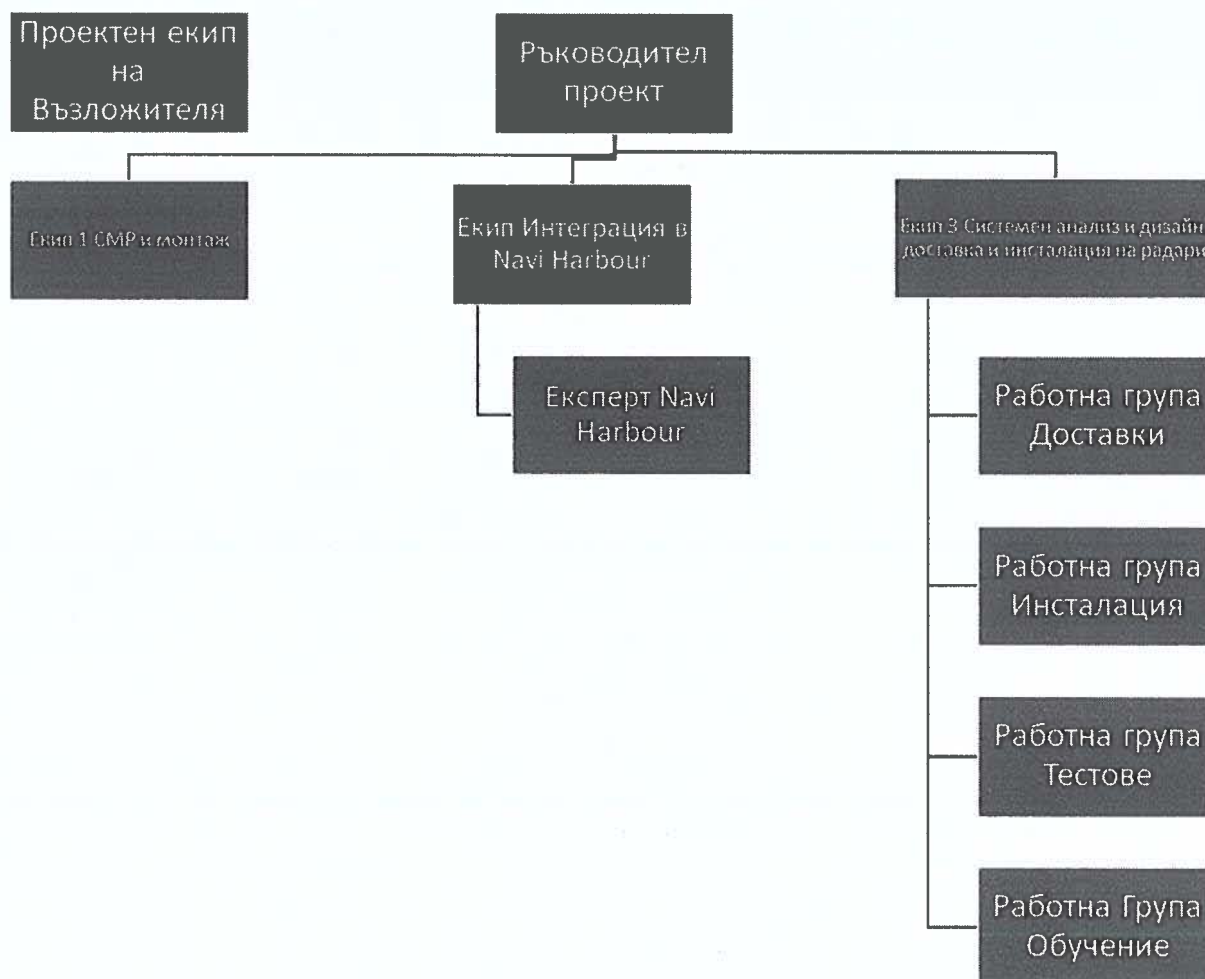 Проектен екип
на
Възложителя
Ръководител
проект
Екип 1 СМР и монтаж
Екип Интеграция в
Navi Harbour
Екип 3 Системен анализ и дизайн
доставка и инсталация на радари
Експерт Navi
Harbour
Работна група
Доставки
Работна група
Инсталация
Работна група
Тестове
Работна Група
Обучение